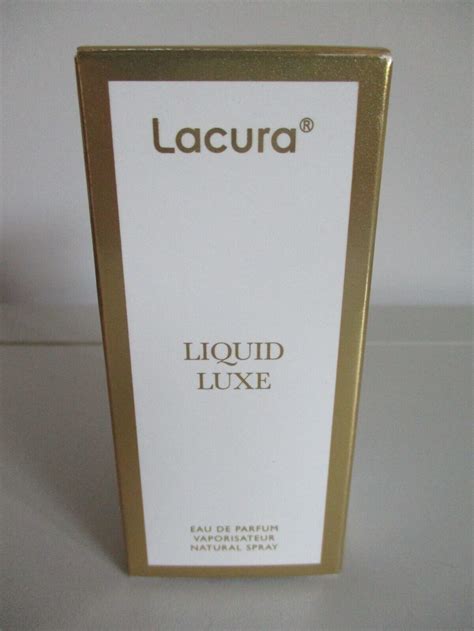 Lacura®
LIQUID
LUXE
EAU DE PARFUM
VAPORISATEUR
NATURAL SPRAY